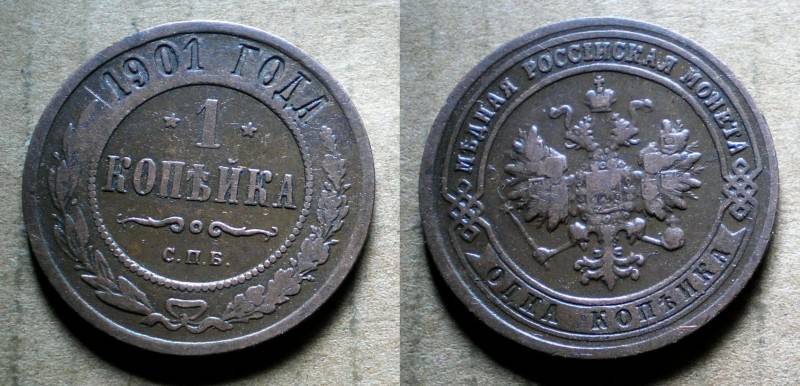 1901 ГОДА
1
КОПѢЙКА
С.П.Б.
МѢДНАЯ РОССІЙСКАЯ МОНЕТА
ОДНА КОПѢЙКА